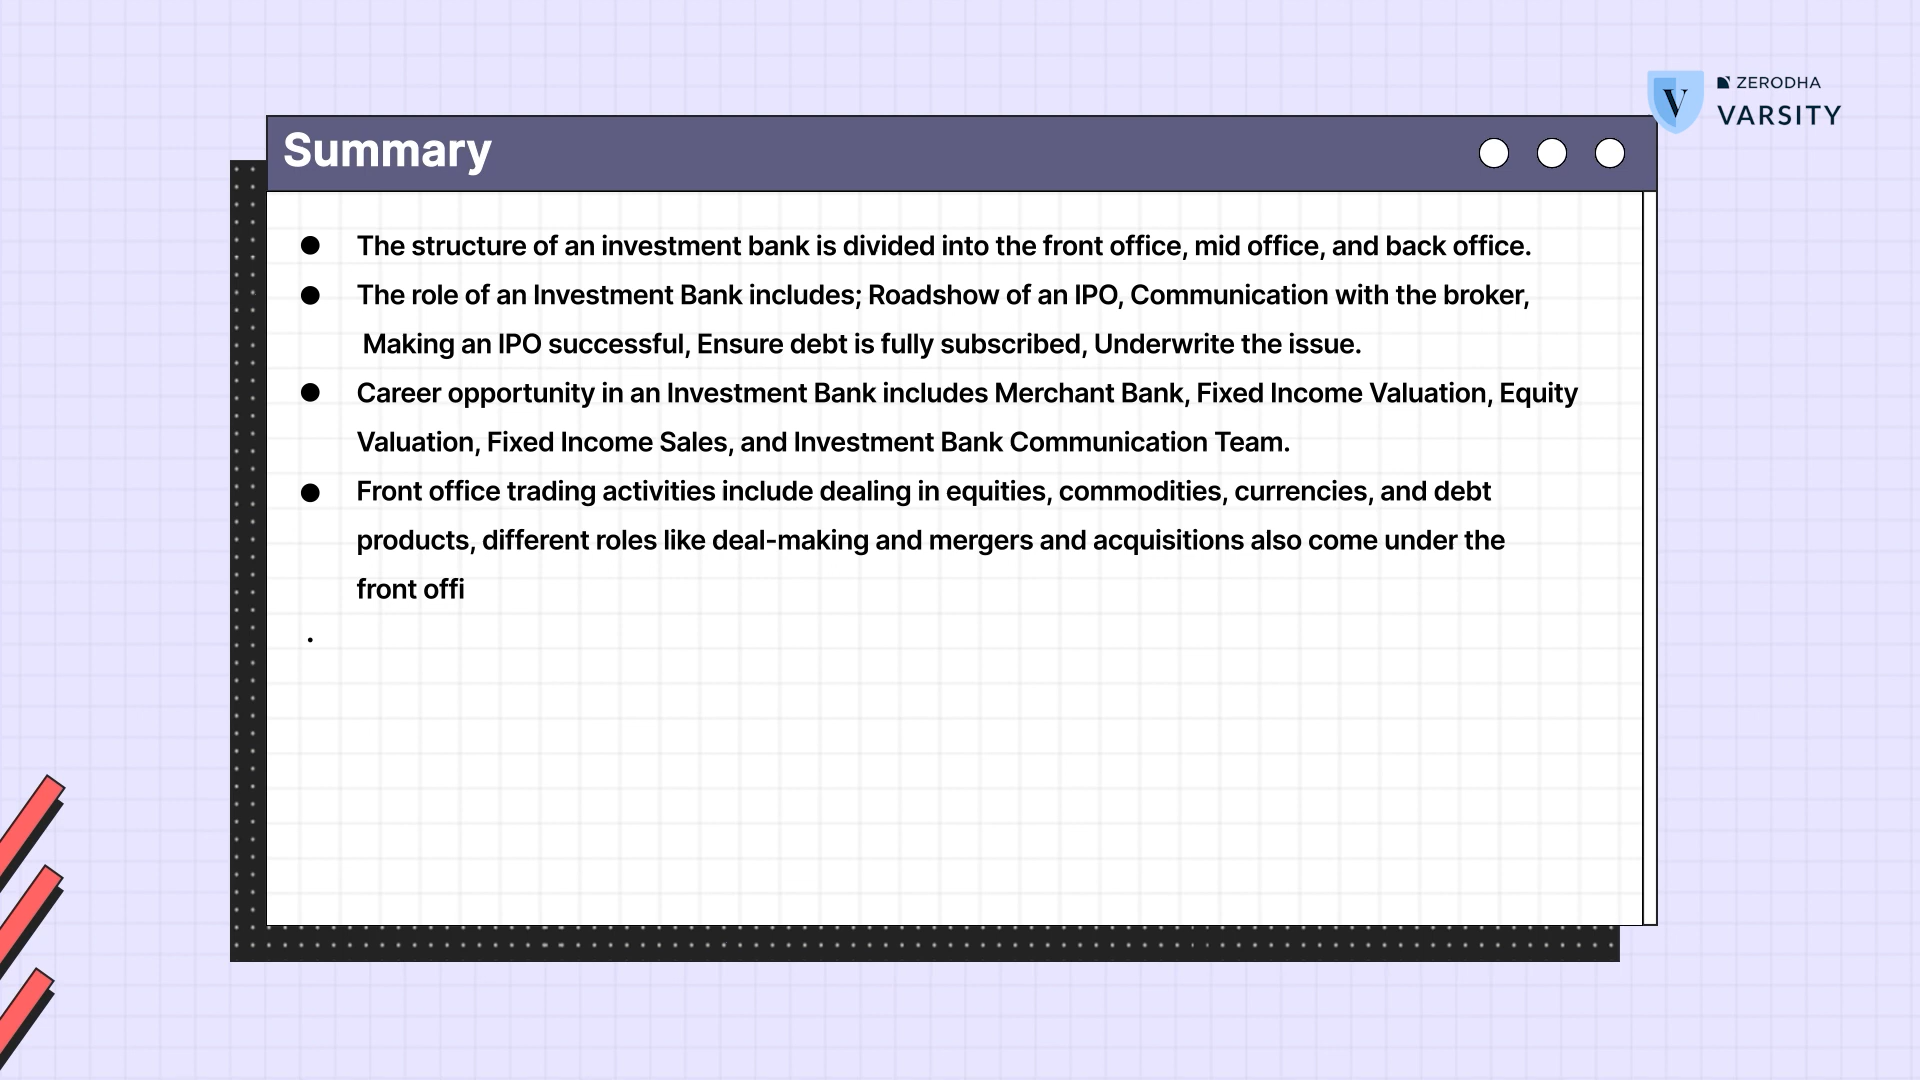 ZERODHA
VARSITY
Summary
● The structure of an investment bank is divided into the front office, mid office, and back office.
● The role of an Investment Bank includes; Roadshow of an IPO, Communication with the broker,
Making an IPO successful, Ensure debt is fully subscribed, Underwrite the issue.
● Career opportunity in an Investment Bank includes Merchant Bank, Fixed Income Valuation, Equity
Valuation, Fixed Income Sales, and Investment Bank Communication Team.
● Front office trading activities include dealing in equities, commodities, currencies, and debt
products, different roles like deal-making and mergers and acquisitions also come under the
front offi